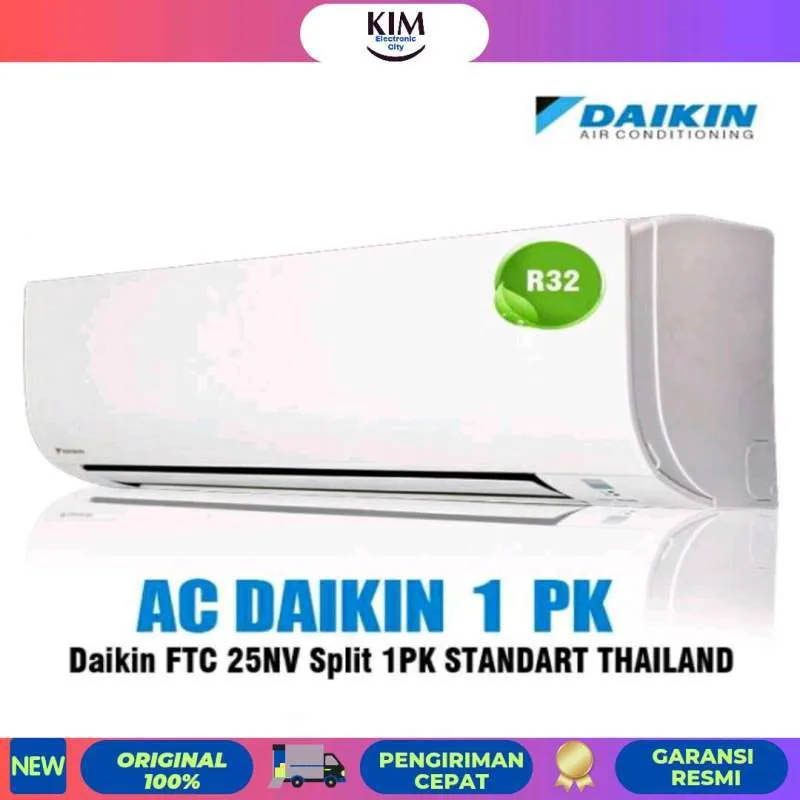 KIM
Electronic
City
DAIKIN
AIR CONDITIONING
R32
DAIKIN
AC DAIKIN 1 PK
Daikin FTC 25NV Split 1PK STANDART THAILAND
NEW
ORIGINAL
100%
PENGIRIMAN
CEPAT
GARANSI
RESMI